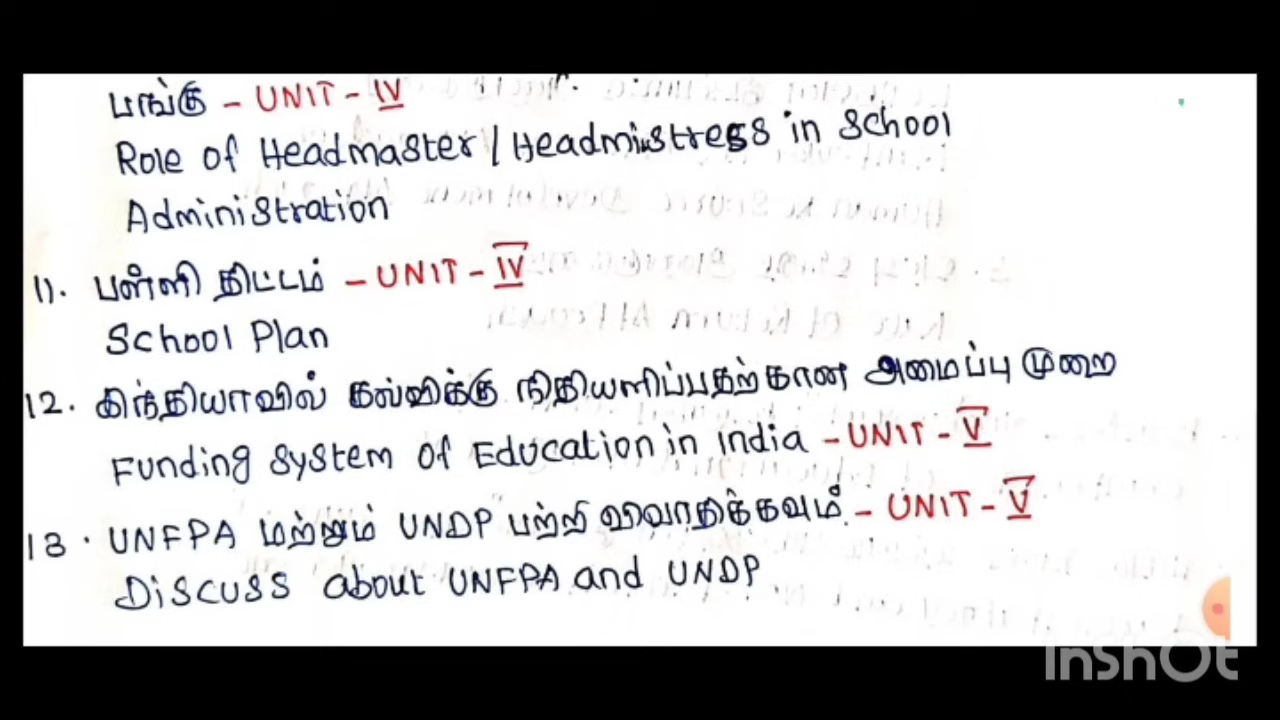 பங்கு - UNIT - IV
Role of Headmaster / Headmistress in School
Administration
11. பள்ளி திட்டம் - UNIT - IV
School Plan
12. இந்தியாவில் கல்விக்கு நிதியளிப்பதற்கான அமைப்பு முறை
Funding System of Education in India - UNIT - V
13. UNFPA மற்றும் UNDP பற்றி விவாதிக்கவும் - UNIT - V
Discuss about UNFPA and UNDP
InShOt